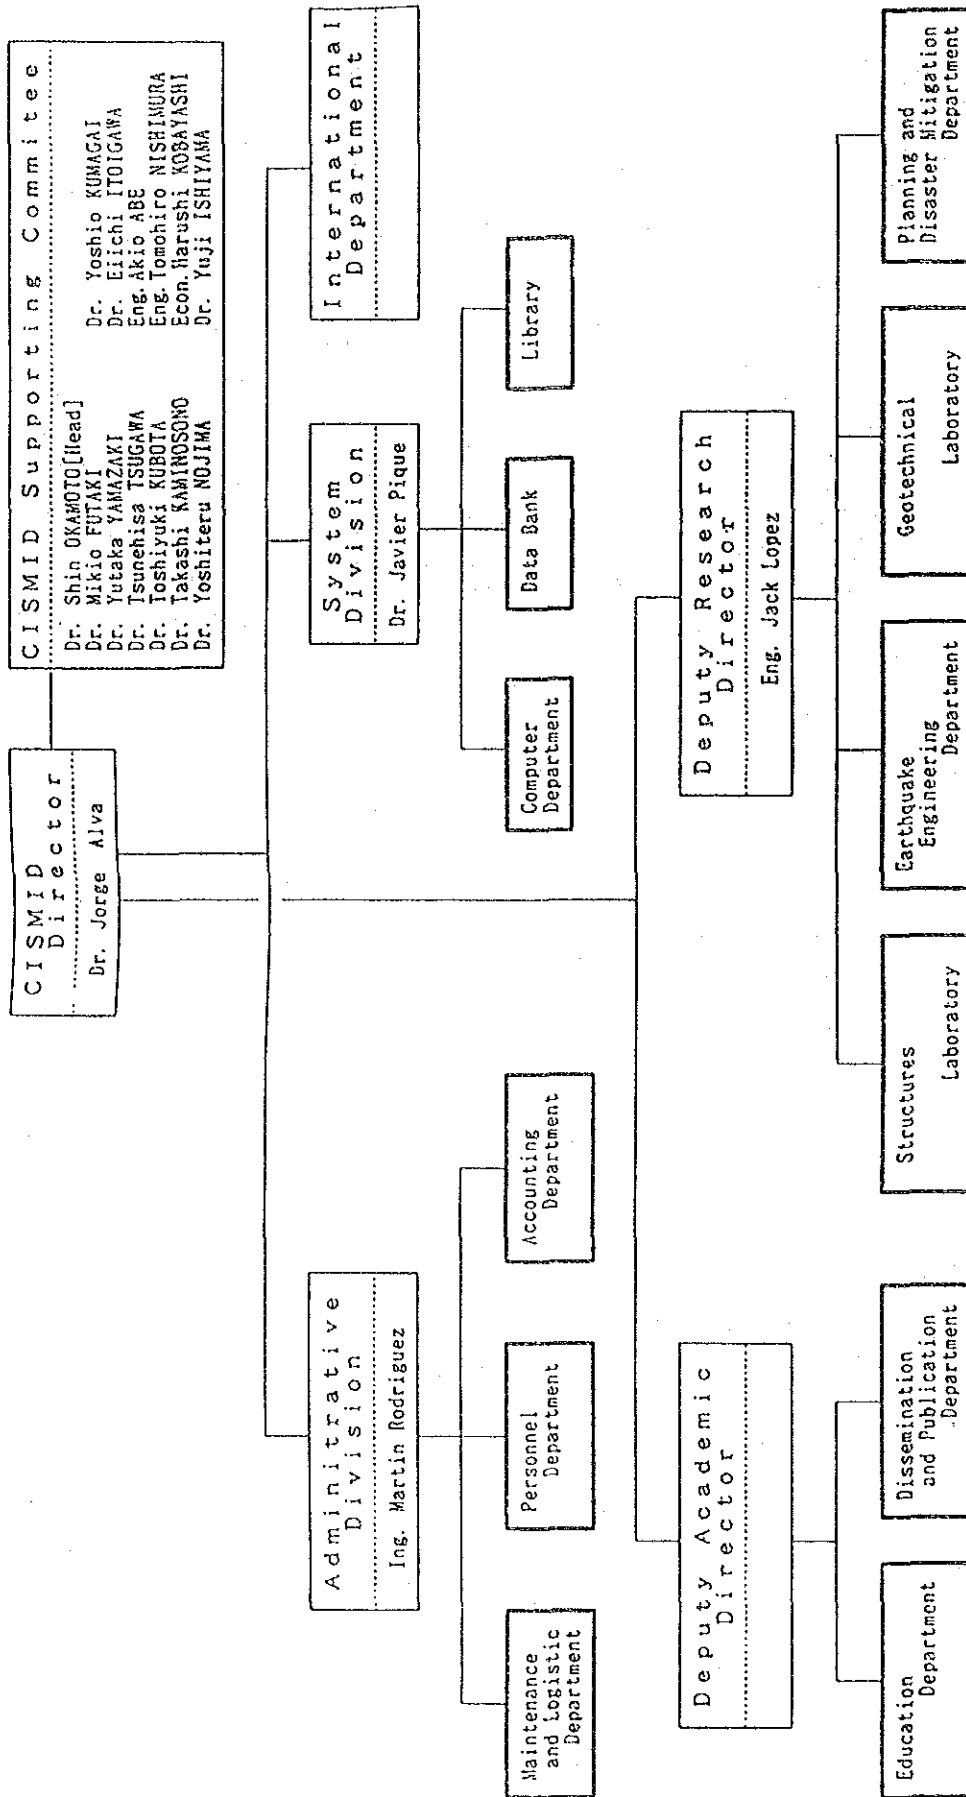 CISMID
Director
Dr. Jorge Alva
CISMID Supporting Commitee
Dr. Shin OKAMOTO[Head]
Dr. Mikio FUTAKI
Dr. Yutaka YAMAZAKI
Dr. Tsunehisa TSUGAWA
Dr. Toshiyuki KUBOTA
Dr. Takashi KAMINOSONO
Dr. Yoshiteru NOJIMA
Dr. Yoshio KUMAGAI
Dr. Eiichi ITOIGAWA
Eng. Akio ABE
Eng. Tomohiro NISHIMURA
Econ. Harushi KOBAYASHI
Dr. Yuji ISHIYAMA
Adminitrative
Division
Ing. Martin Rodriguez
System
Division
Dr. Javier Pique
International
Department
Maintenance
and Logistic
Department
Personnel
Department
Accounting
Department
Computer
Department
Data Bank
Library
Deputy Academic
Director
Deputy Research
Director
Eng. Jack Lopez
Education
Department
Dissemination
and Publication
Department
Structures
Laboratory
Earthquake
Engineering
Department
Geotechnical
Laboratory
Planning and
Disaster Mitigation
Department